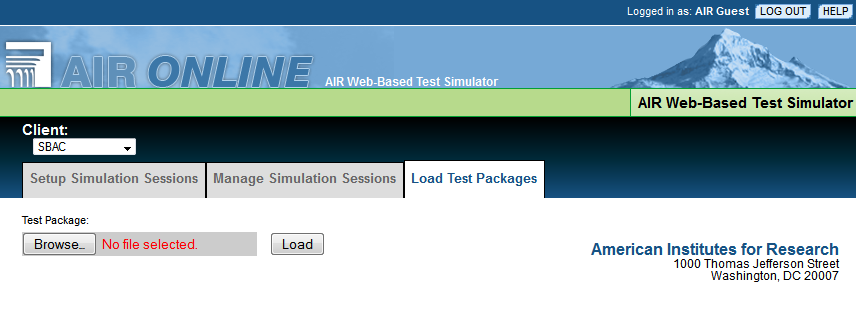 Logged in as: AIR Guest LOG OUT HELP
AIR ONLINE AIR Web-Based Test Simulator
AIR Web-Based Test Simulator
Client:
SBAC
Setup Simulation Sessions Manage Simulation Sessions Load Test Packages
Test Package:
Browse... No file selected. Load
American Institutes for Research
1000 Thomas Jefferson Street
Washington, DC 20007